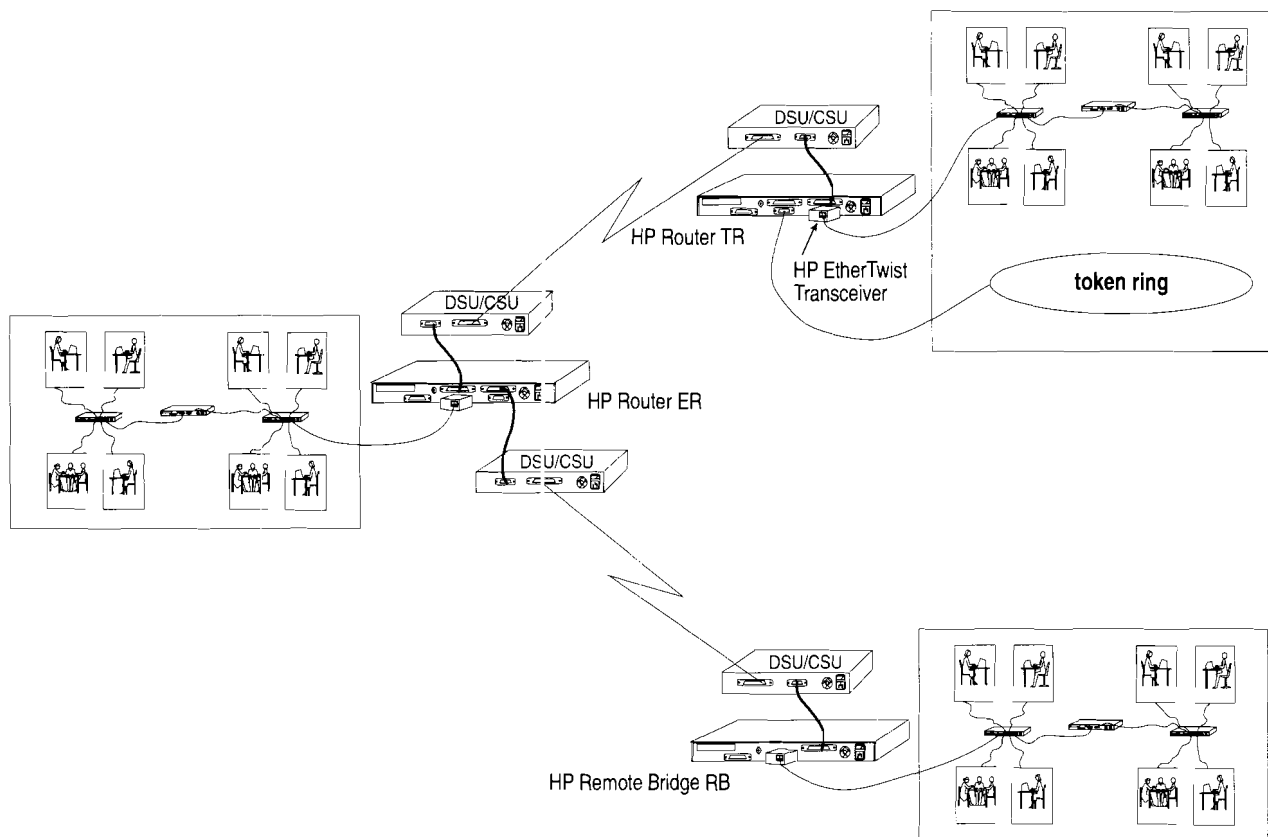 DSU/CSU
HP Router TR
HP EtherTwist
Transceiver
token ring
DSU/CSU
HP Router ER
DSU/CSU
DSU/CSU
HP Remote Bridge RB